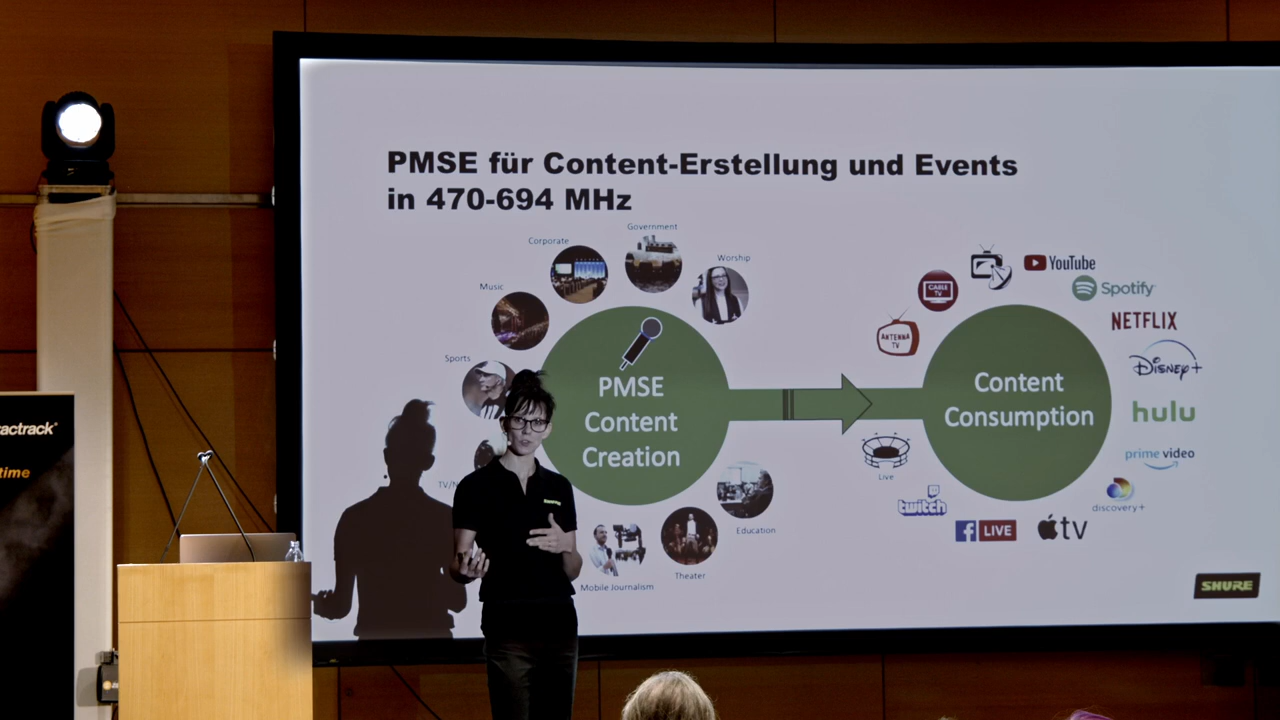 PMSE für Content-Erstellung und Events
in 470-694 MHz
Government
Corporate
Worship
Music
Sports
TV/N
PMSE
Content
Creation
Education
Theater
Mobile Journalism
CABLE
TV
ANTENNA
TV
YouTube
Spotify
NETFLIX
Disney+
hulu
prime video
discovery+
tv
f LIVE
twitch
Live
Content
Consumption
SHURE
actrack
time